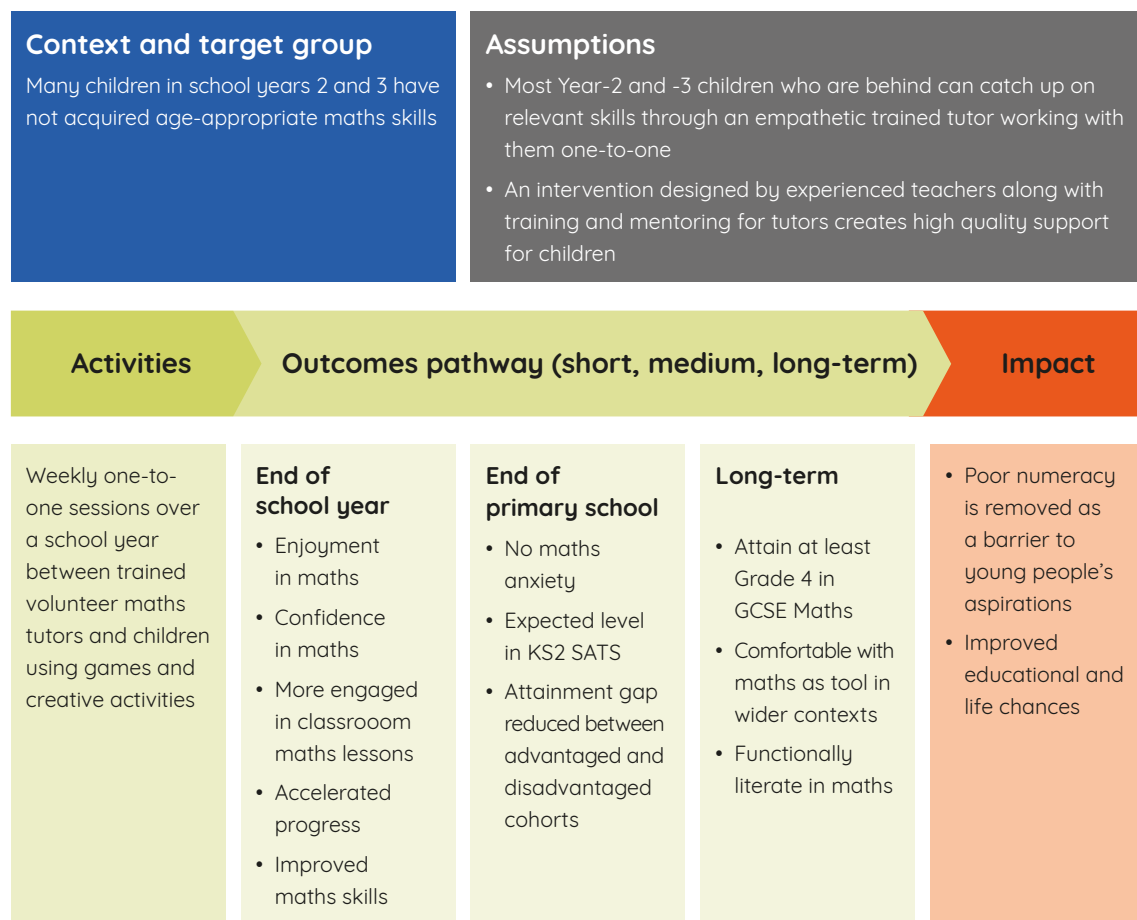 Context and target group
Many children in school years 2 and 3 have
not acquired age-appropriate maths skills
Assumptions
• Most Year-2 and -3 children who are behind can catch up on
relevant skills through an empathetic trained tutor working with
them one-to-one
• An intervention designed by experienced teachers along with
training and mentoring for tutors creates high quality support
for children
Activities
Outcomes pathway (short, medium, long-term)
Impact
Weekly one-to-
one sessions over
a school year
between trained
volunteer maths
tutors and children
using games and
creative activities
End of
school year
• Enjoyment
in maths
• Confidence
in maths
• More engaged
in classrooom
maths lessons
• Accelerated
progress
• Improved
maths skills
End of
primary school
• No maths
anxiety
• Expected level
in KS2 SATS
• Attainment gap
reduced between
advantaged and
disadvantaged
cohorts
Long-term
• Attain at least
Grade 4 in
GCSE Maths
• Comfortable with
maths as tool in
wider contexts
• Functionally
literate in maths
• Poor numeracy
is removed as
a barrier to
young people's
aspirations
• Improved
educational and
life chances